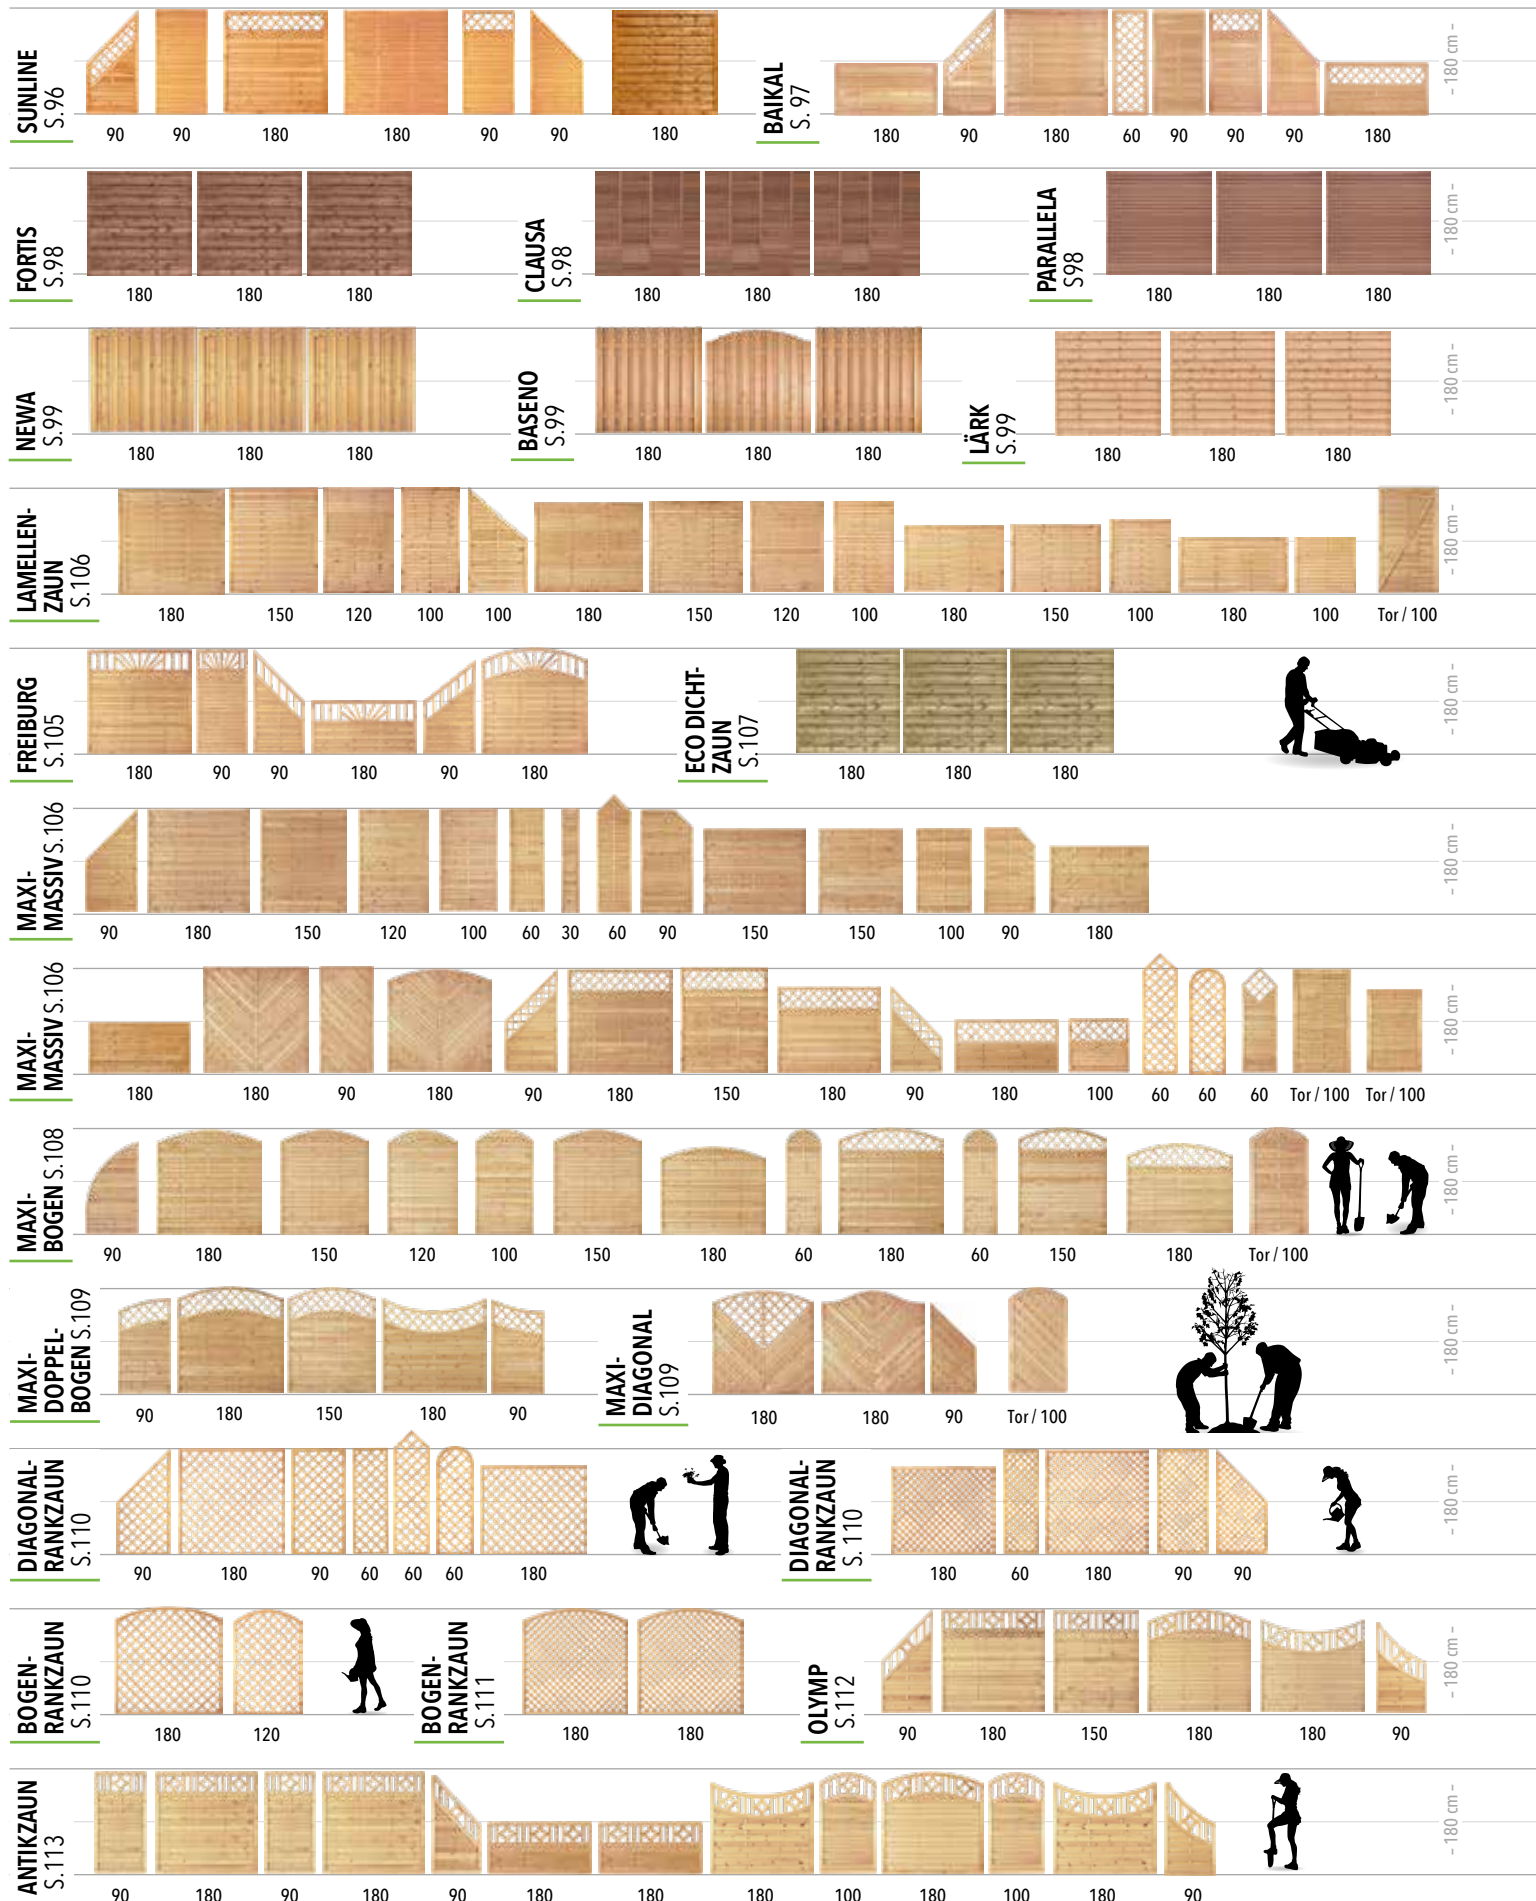 SUNLINE
S.96
90 90 180 180 90 90 180
BAIKAL
S. 97
180 90 180 60 90 90 90 180
- 180 cm -
FORTIS
S.98
180 180 180
CLAUSA
S.98
180 180 180
PARALLELA
S98
180 180 180
- 180 cm -
NEWA
S.99
180 180 180
BASENO
S.99
180 180 180
LÄRK
S.99
180 180 180
- 180 cm -
LAMELLEN-
ZAUN
S.106
180 150 120 100 100 180 150 120 100 180 150 100 180 100 Tor / 100
- 180 cm -
FREIBURG
S.105
180 90 90 180 90 180
ECO DICHT-
ZAUN
S.107
180 180 180
- 180 cm -
MAXI-
MASSIV S.106
90 180 150 120 100 60 30 60 90 150 150 100 90 180
- 180 cm -
MAXI-
MASSIV S.106
180 180 90 180 90 180 150 180 90 180 100 60 60 60 Tor / 100 Tor / 100
- 180 cm -
MAXI-
BOGEN S.108
90 180 150 120 100 150 180 60 180 60 150 180 Tor / 100
- 180 cm -
MAXI-
DOPPEL-
BOGEN S.109
90 180 150 180 90
MAXI-
DIAGONAL
S.109
180 180 90 Tor / 100
- 180 cm -
DIAGONAL-
RANKZAUN
S.110
90 180 90 60 60 60 180
DIAGONAL-
RANKZAUN
S. 110
180 60 180 90 90
- 180 cm -
BOGEN-
RANKZAUN
S.110
180 120
BOGEN-
RANKZAUN
S.111
180 180
OLYMP
S.112
90 180 150 180 180 90
- 180 cm -
ANTIKZAUN
S.113
90 180 90 180 90 180 180 180 100 180 100 180 90
- 180 cm -